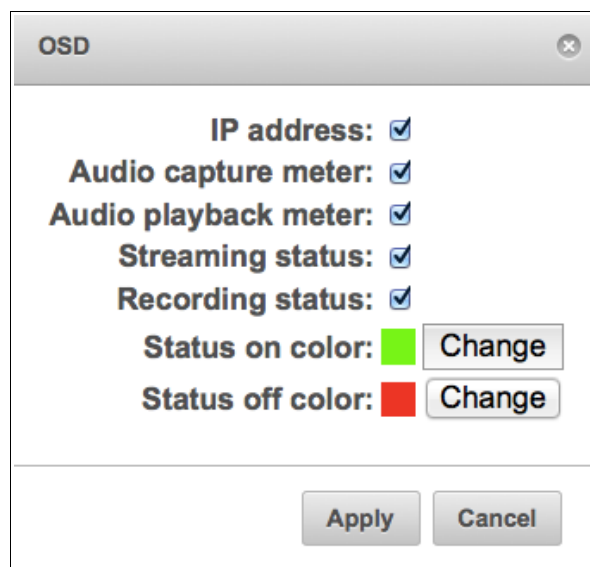 OSD
IP address:
Audio capture meter:
Audio playback meter:
Streaming status:
Recording status:
Status on color: Change
Status off color: Change
Apply Cancel